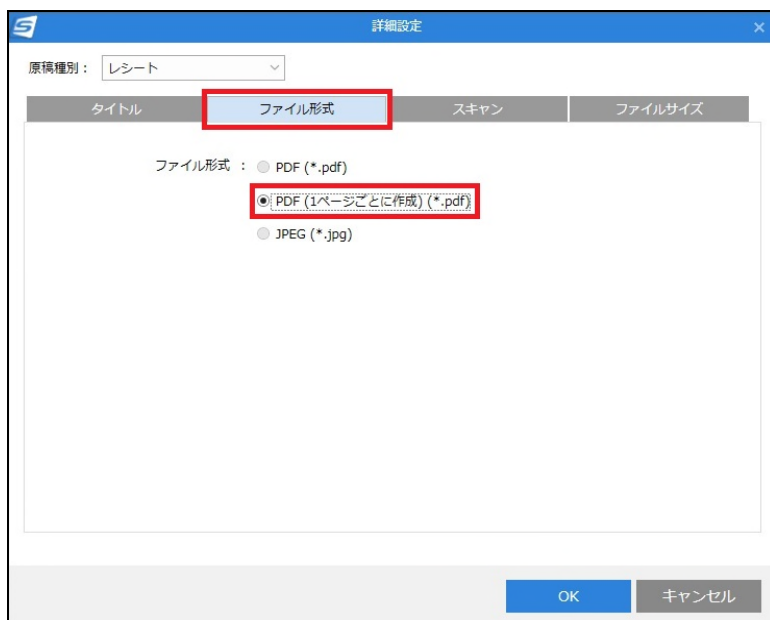 詳細設定
原稿種別： レシート
タイトル ファイル形式 スキャン ファイルサイズ
ファイル形式 ： PDF (*.pdf)
PDF (1ページごとに作成) (*.pdf)
JPEG (*.jpg)
OK キャンセル